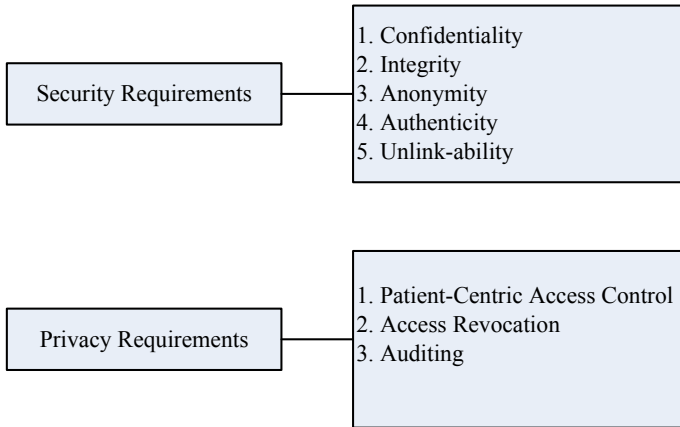 Security Requirements
1. Confidentiality
2. Integrity
3. Anonymity
4. Authenticity
5. Unlink-ability
Privacy Requirements
1. Patient-Centric Access Control
2. Access Revocation
3. Auditing